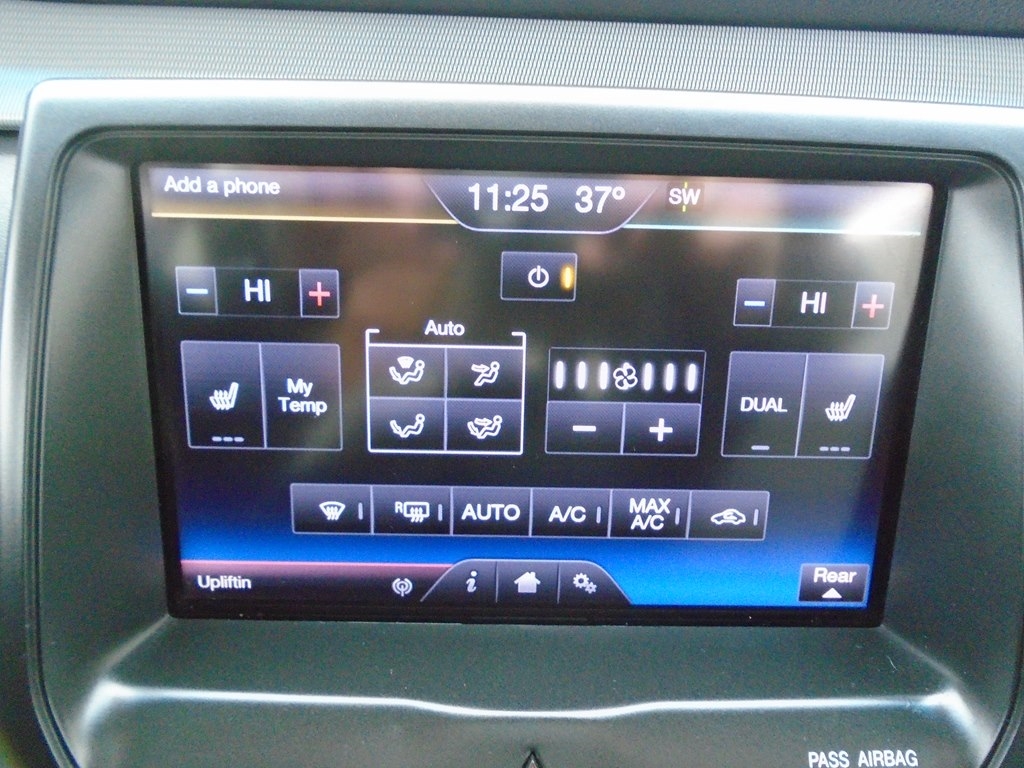 Add a phone
11:25 37° SW
– HI +
– HI +
Auto
My
Temp
– +
DUAL
R
AUTO
A/C
MAX
A/C
Upliftin
i
Rear
PASS AIRBAG